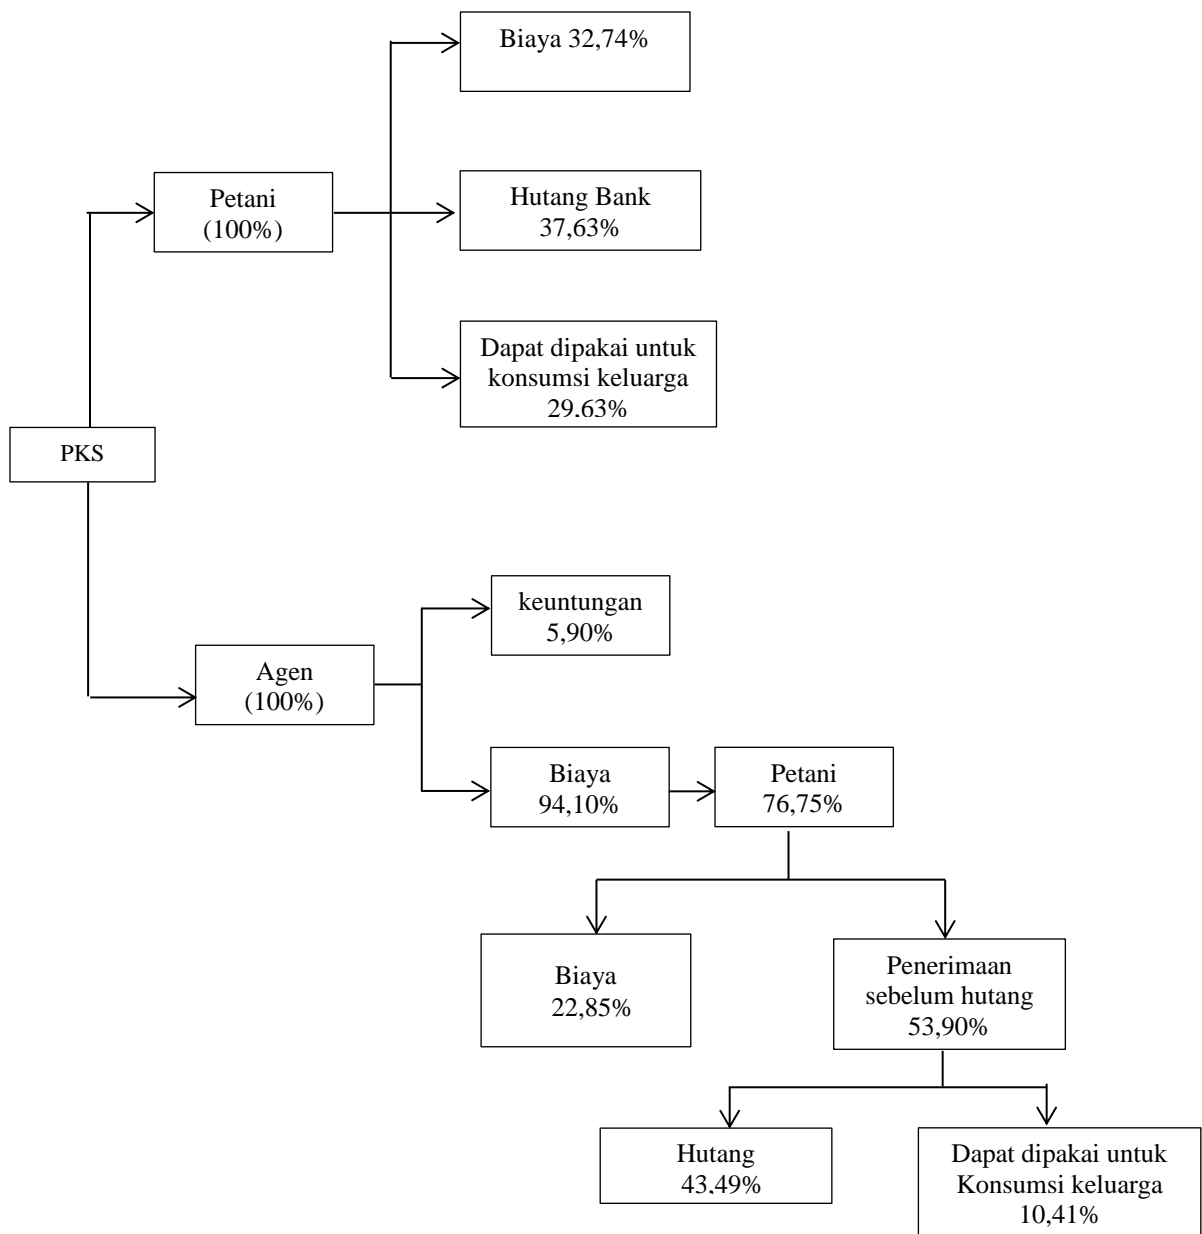 Biaya 32,74%
Petani
(100%)
Hutang Bank
37,63%
Dapat dipakai untuk
konsumsi keluarga
29,63%
PKS
keuntungan
5,90%
Agen
(100%)
Biaya
94,10%
Petani
76,75%
Biaya
22,85%
Penerimaan
sebelum hutang
53,90%
Hutang
43,49%
Dapat dipakai untuk
Konsumsi keluarga
10,41%